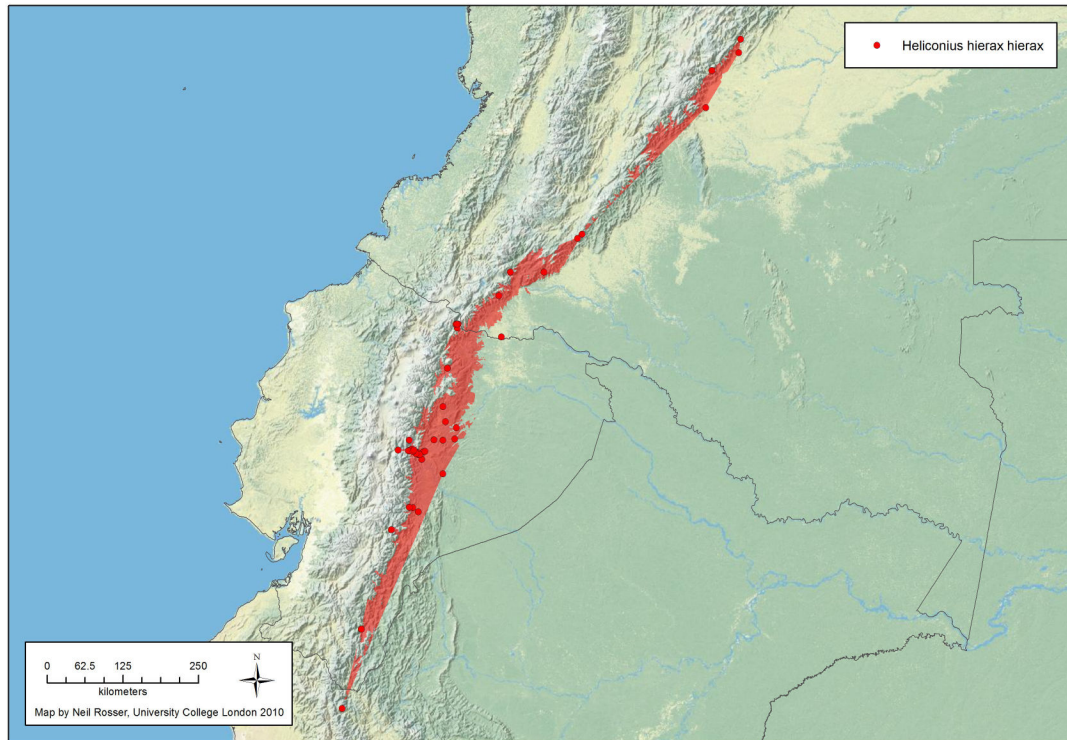 Heliconius hierax hierax
0 62.5 125 250
kilometers
N
Map by Neil Rosser, University College London 2010